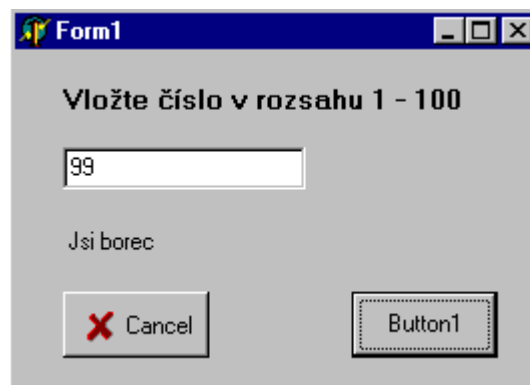 Form1
Vložte číslo v rozsahu 1 - 100
99
Jsi borec
Cancel
Button1